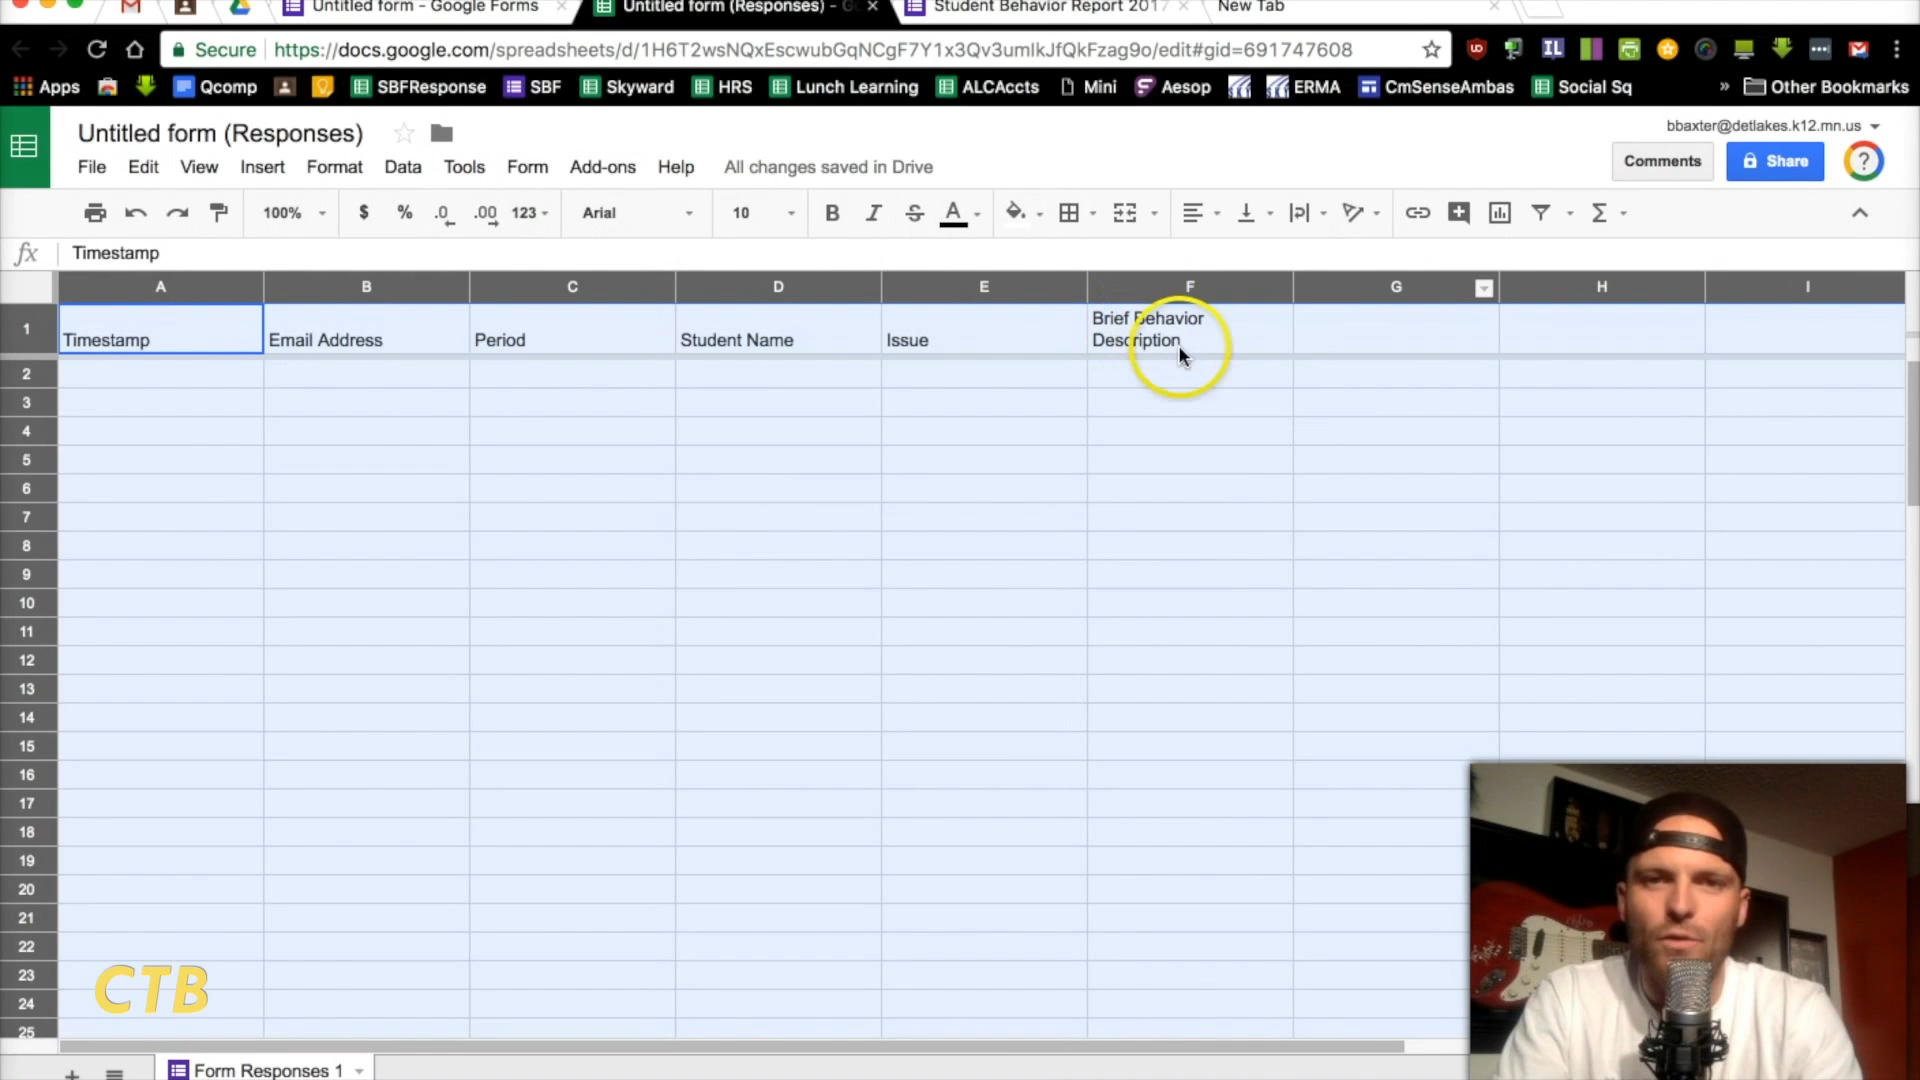 Untitled form - Google Forms
Untitled form (Responses) - G
Student Behavior Report 2017
New Tab
Secure
https://docs.google.com/spreadsheets/d/1H6T2wsNQxEscwubGqNCgF7Y1x3Qv3umlkJfQkFzag9o/edit#gid=691747608
Apps
Qcomp
SBFResponse
SBF
Skyward
HRS
Lunch Learning
ALCAccts
Mini
Aesop
ERMA
CmSenseAmbas
Social Sq
»
Other Bookmarks
Untitled form (Responses)
bbaxter@detlakes.k12.mn.us
File Edit View Insert Format Data Tools Form Add-ons Help All changes saved in Drive
Comments
Share
100% $ % .0 .00 123 Arial 10 B I S A
fx Timestamp
A B C D E F G H I
1 Timestamp Email Address Period Student Name Issue Brief Behavior
Description
2
3
4
5
6
7
8
9
10
11
12
13
14
15
16
17
18
19
20
21
22
23
24
25
CTB
Form Responses 1